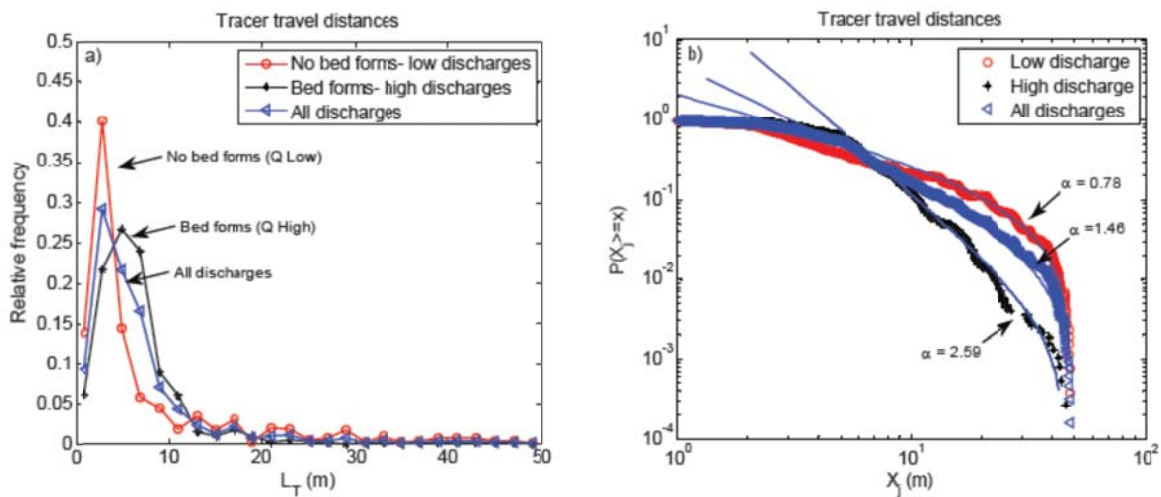 Tracer travel distances
a)
No bed forms- low discharges
Bed forms- high discharges
All discharges
No bed forms (Q Low)
Bed forms (Q High)
All discharges
Relative frequency
0.5
0.45
0.4
0.35
0.3
0.25
0.2
0.15
0.1
0.05
0
0 10 20 30 40 50
L_T (m)
Tracer travel distances
b)
Low discharge
High discharge
All discharges
α = 0.78
α =1.46
α = 2.59
P(X_j>=x)
10^1
10^0
10^-1
10^-2
10^-3
10^-4
10^0 10^1 10^2
X_j (m)